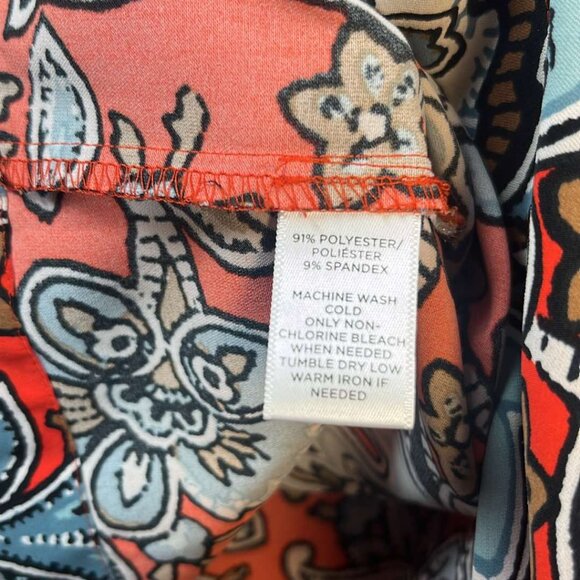 91% POLYESTER/
POLIÉSTER
9% SPANDEX
MACHINE WASH
COLD
ONLY NON-
CHLORINE BLEACH
WHEN NEEDED
TUMBLE DRY LOW
WARM IRON IF
NEEDED